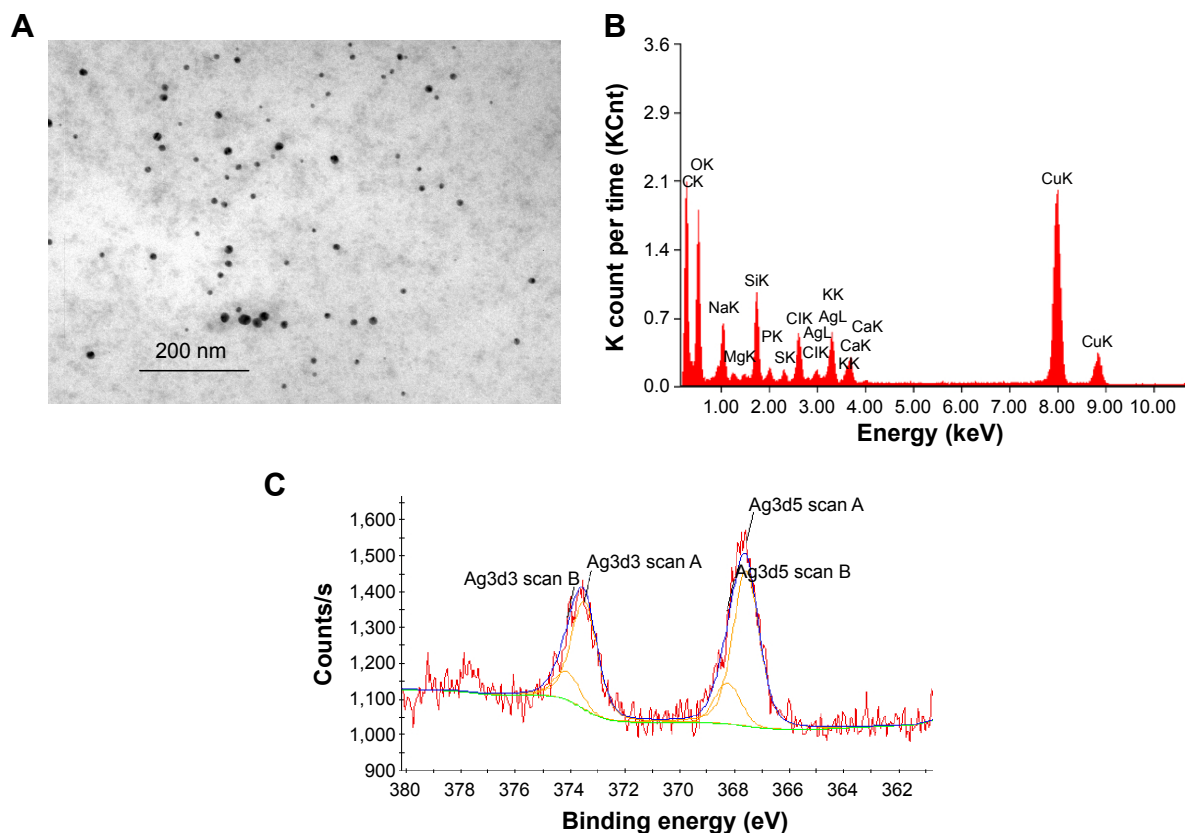 A
200 nm
B
K count per time (KCnt)
3.6
2.9
2.1
1.4
0.7
0.0
OK
CK
NaK
MgK
SiK
PK
SK
ClK
AgL
ClK
KK
AgL
CaK
CaK
KK
CuK
CuK
1.00 2.00 3.00 4.00 5.00 6.00 7.00 8.00 9.00 10.00
Energy (keV)
C
Counts/s
1,600
1,500
1,400
1,300
1,200
1,100
1,000
900
Ag3d5 scan A
Ag3d3 scan A
Ag3d3 scan B
Ag3d5 scan B
380 378 376 374 372 370 368 366 364 362
Binding energy (eV)